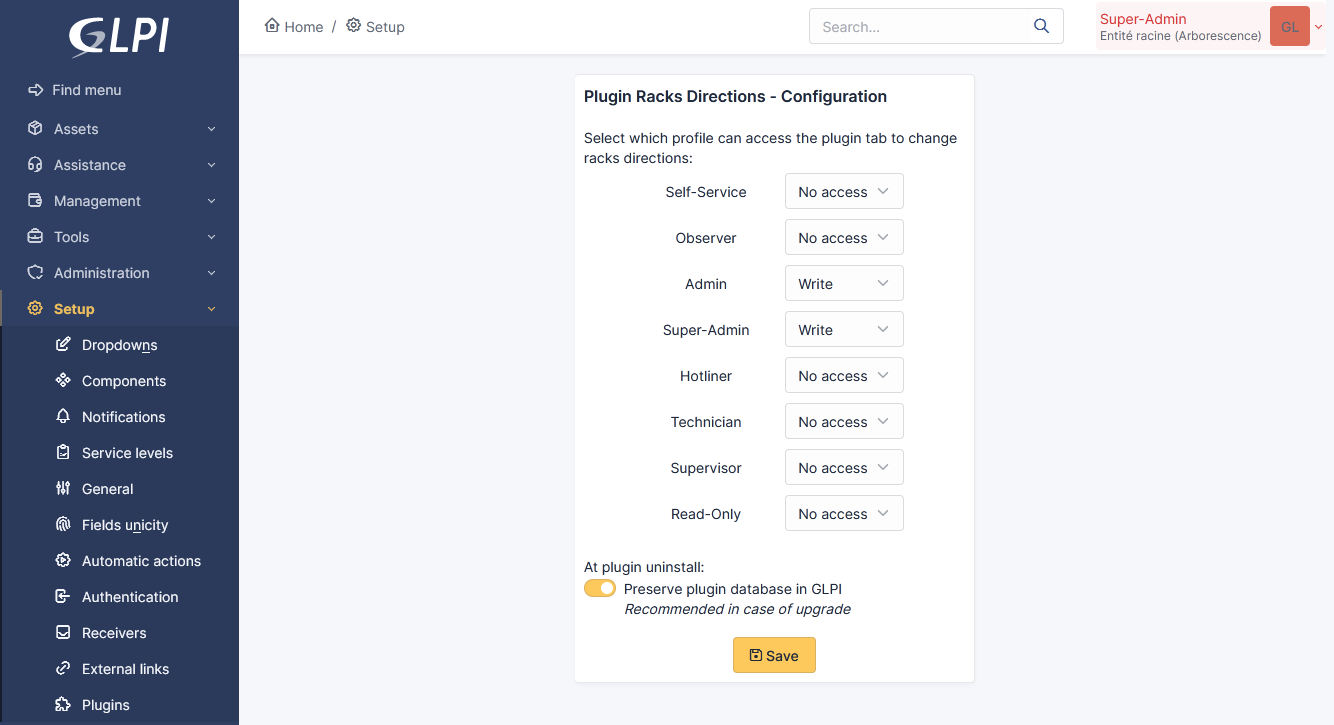 GLPI
Find menu
Assets
Assistance
Management
Tools
Administration
Setup
Dropdowns
Components
Notifications
Service levels
General
Fields unicity
Automatic actions
Authentication
Receivers
External links
Plugins
Home / Setup
Search...
Super-Admin
Entité racine (Arborescence)
GL
Plugin Racks Directions - Configuration
Select which profile can access the plugin tab to change
racks directions:
Self-Service No access
Observer No access
Admin Write
Super-Admin Write
Hotliner No access
Technician No access
Supervisor No access
Read-Only No access
At plugin uninstall:
Preserve plugin database in GLPI
Recommended in case of upgrade
Save